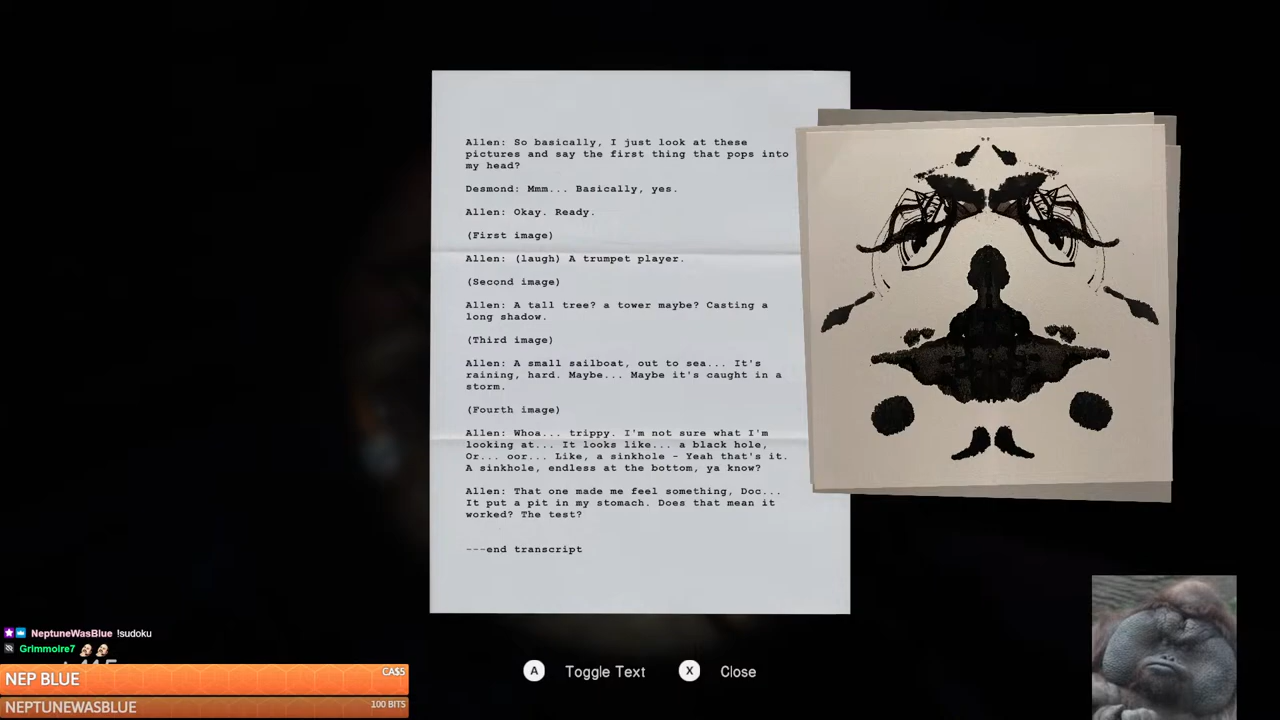 Allen: So basically, I just look at these
pictures and say the first thing that pops into
my head?
Desmond: Mmm... Basically, yes.
Allen: Okay. Ready.
(First image)
Allen: (laugh) A trumpet player.
(Second image)
Allen: A tall tree? a tower maybe? Casting a
long shadow.
(Third image)
Allen: A small sailboat, out to sea... It's
raining, hard. Maybe... Maybe it's caught in a
storm.
(Fourth image)
Allen: Whoa... trippy. I'm not sure what I'm
looking at... It looks like... a black hole,
Or... oor... Like, a sinkhole - Yeah that's it.
A sinkhole, endless at the bottom, ya know?
Allen: That one made me feel something, Doc...
It put a pit in my stomach. Does that mean it
worked? The test?
---end transcript
A Toggle Text X Close
NeptuneWasBlue !sudoku
Grimmoire7
NEP BLUE CA$5
NEPTUNEWASBLUE 100 BITS